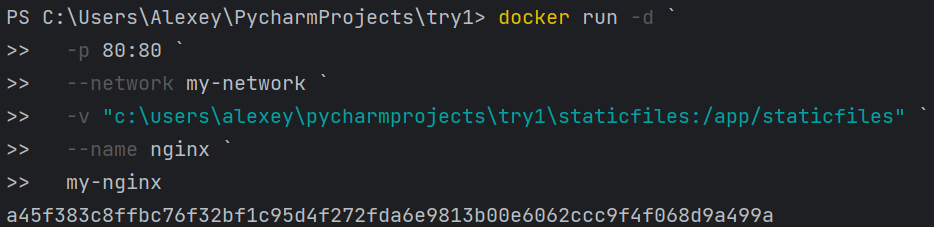 PS C:\Users\Alexey\PycharmProjects\try1> docker run -d `
>>   -p 80:80 `
>>   --network my-network `
>>   -v "c:\users\alexey\pycharmprojects\try1\staticfiles:/app/staticfiles" `
>>   --name nginx `
>>   my-nginx
a45f383c8ffbc76f32bf1c95d4f272fda6e9813b00e6062ccc9f4f068d9a499a